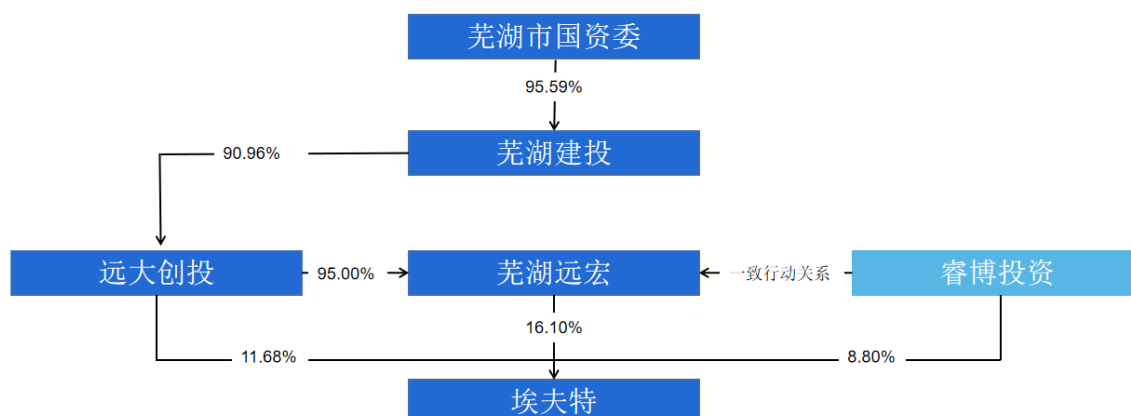 芜湖市国资委
95.59%
芜湖建投
90.96%
远大创投
95.00%
芜湖远宏
一致行动关系
睿博投资
16.10%
11.68%
8.80%
埃夫特